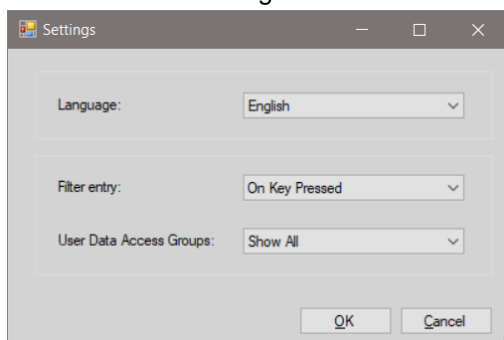 Settings
Language: English
Filter entry: On Key Pressed
User Data Access Groups: Show All
OK Cancel